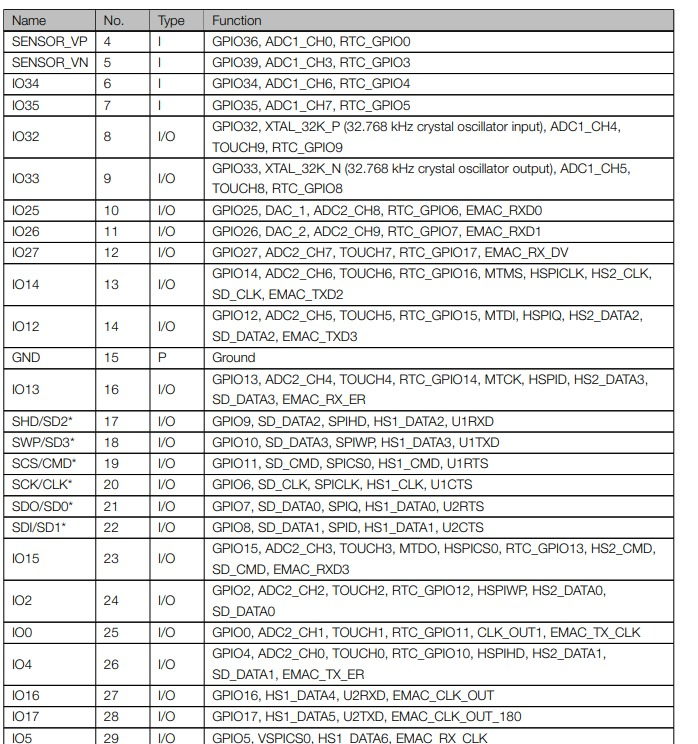 Name No. Type Function
SENSOR_VP 4 I GPIO36, ADC1_CH0, RTC_GPIO0
SENSOR_VN 5 I GPIO39, ADC1_CH3, RTC_GPIO3
IO34 6 I GPIO34, ADC1_CH6, RTC_GPIO4
IO35 7 I GPIO35, ADC1_CH7, RTC_GPIO5
IO32 8 I/O GPIO32, XTAL_32K_P (32.768 kHz crystal oscillator input), ADC1_CH4,
TOUCH9, RTC_GPIO9
IO33 9 I/O GPIO33, XTAL_32K_N (32.768 kHz crystal oscillator output), ADC1_CH5,
TOUCH8, RTC_GPIO8
IO25 10 I/O GPIO25, DAC_1, ADC2_CH8, RTC_GPIO6, EMAC_RXD0
IO26 11 I/O GPIO26, DAC_2, ADC2_CH9, RTC_GPIO7, EMAC_RXD1
IO27 12 I/O GPIO27, ADC2_CH7, TOUCH7, RTC_GPIO17, EMAC_RX_DV
IO14 13 I/O GPIO14, ADC2_CH6, TOUCH6, RTC_GPIO16, MTMS, HSPICLK, HS2_CLK,
SD_CLK, EMAC_TXD2
IO12 14 I/O GPIO12, ADC2_CH5, TOUCH5, RTC_GPIO15, MTDI, HSPIQ, HS2_DATA2,
SD_DATA2, EMAC_TXD3
GND 15 P Ground
IO13 16 I/O GPIO13, ADC2_CH4, TOUCH4, RTC_GPIO14, MTCK, HSPID, HS2_DATA3,
SD_DATA3, EMAC_RX_ER
SHD/SD2* 17 I/O GPIO9, SD_DATA2, SPIHD, HS1_DATA2, U1RXD
SWP/SD3* 18 I/O GPIO10, SD_DATA3, SPIWP, HS1_DATA3, U1TXD
SCS/CMD* 19 I/O GPIO11, SD_CMD, SPICS0, HS1_CMD, U1RTS
SCK/CLK* 20 I/O GPIO6, SD_CLK, SPICLK, HS1_CLK, U1CTS
SDO/SD0* 21 I/O GPIO7, SD_DATA0, SPIQ, HS1_DATA0, U2RTS
SDI/SD1* 22 I/O GPIO8, SD_DATA1, SPID, HS1_DATA1, U2CTS
IO15 23 I/O GPIO15, ADC2_CH3, TOUCH3, MTDO, HSPICS0, RTC_GPIO13, HS2_CMD,
SD_CMD, EMAC_RXD3
IO2 24 I/O GPIO2, ADC2_CH2, TOUCH2, RTC_GPIO12, HSPIWP, HS2_DATA0,
SD_DATA0
IO0 25 I/O GPIO0, ADC2_CH1, TOUCH1, RTC_GPIO11, CLK_OUT1, EMAC_TX_CLK
IO4 26 I/O GPIO4, ADC2_CH0, TOUCH0, RTC_GPIO10, HSPIHD, HS2_DATA1,
SD_DATA1, EMAC_TX_ER
IO16 27 I/O GPIO16, HS1_DATA4, U2RXD, EMAC_CLK_OUT
IO17 28 I/O GPIO17, HS1_DATA5, U2TXD, EMAC_CLK_OUT_180
IO5 29 I/O GPIO5, VSPICS0, HS1_DATA6, EMAC_RX_CLK